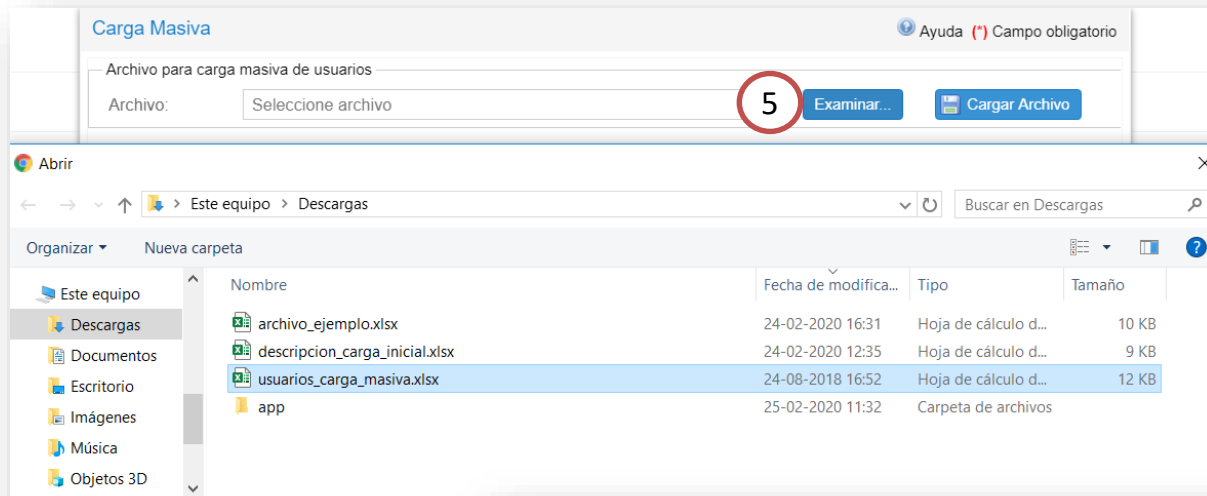 Carga Masiva
Ayuda (*) Campo obligatorio
Archivo para carga masiva de usuarios
Archivo: Seleccione archivo 5 Examinar... Cargar Archivo
Abrir
Este equipo > Descargas Buscar en Descargas
Organizar Nueva carpeta
Nombre Fecha de modifica... Tipo Tamaño
Este equipo
Descargas
Documentos
Escritorio
Imágenes
Música
Objetos 3D
archivo_ejemplo.xlsx 24-02-2020 16:31 Hoja de cálculo d... 10 KB
descripcion_carga_inicial.xlsx 24-02-2020 12:35 Hoja de cálculo d... 9 KB
usuarios_carga_masiva.xlsx 24-08-2018 16:52 Hoja de cálculo d... 12 KB
app 25-02-2020 11:32 Carpeta de archivos